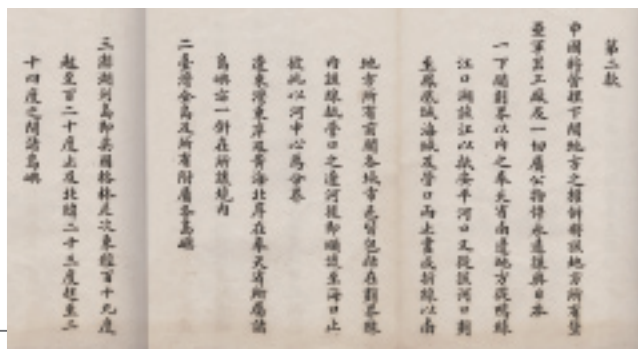 第二款
中國將管理下開地方之權併將該地方所有堡
壘軍器工廠及一切屬公物件永遠讓與日本
一下開劃界以內之奉天省南邊地方從鴨綠
江口溯該江以抵安平河口又從該河口劃
至鳳凰城海城及營口而止畫成折線以南
地方所有前開各城市邑皆包括在劃界線
內該線抵營口之遼河後即順流至海口止
彼此以河中心為分界
遼東灣東岸及黃海北岸在奉天省所屬諸
島嶼亦一併在所讓境內
二臺灣全島及所有附屬各島嶼
三澎湖列島即英國格林尼次東經百十九度
起至百二十度止及北緯二十三度起至二
十四度之間諸島嶼